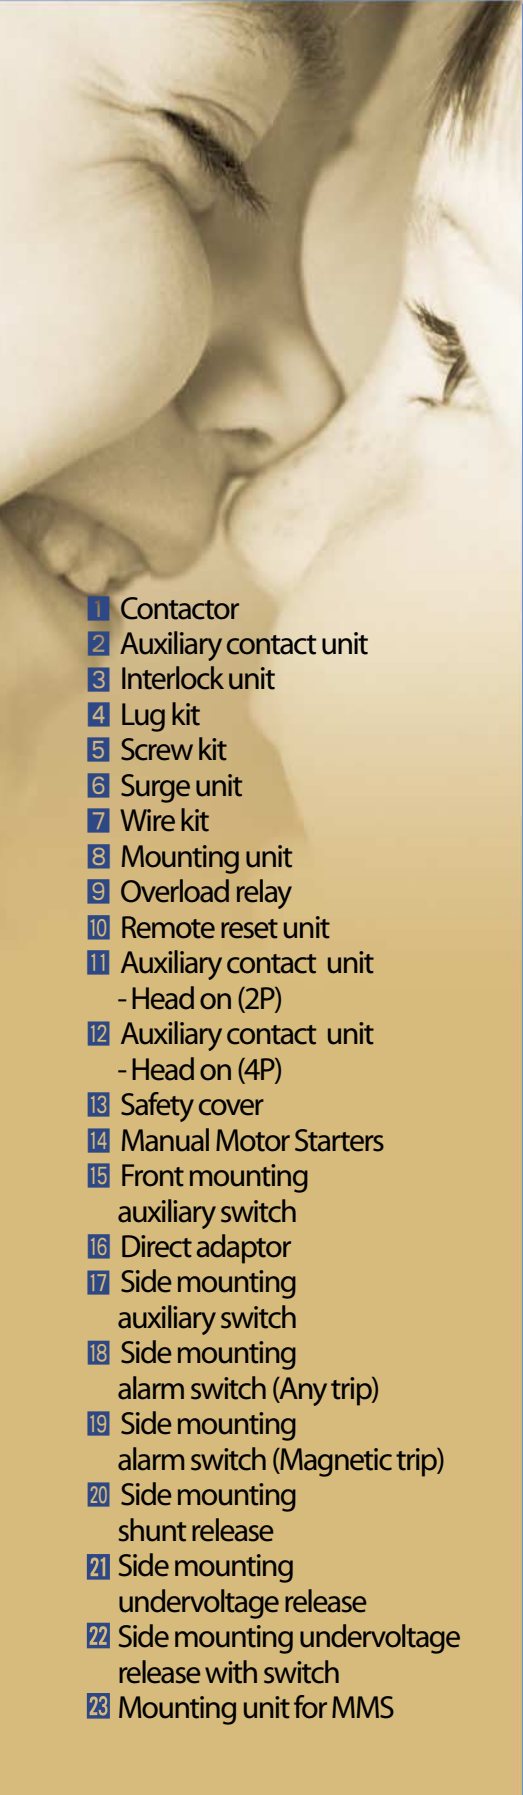 1 Contactor
2 Auxiliary contact unit
3 Interlock unit
4 Lug kit
5 Screw kit
6 Surge unit
7 Wire kit
8 Mounting unit
9 Overload relay
10 Remote reset unit
11 Auxiliary contact unit
- Head on (2P)
12 Auxiliary contact unit
- Head on (4P)
13 Safety cover
14 Manual Motor Starters
15 Front mounting
auxiliary switch
16 Direct adaptor
17 Side mounting
auxiliary switch
18 Side mounting
alarm switch (Any trip)
19 Side mounting
alarm switch (Magnetic trip)
20 Side mounting
shunt release
21 Side mounting
undervoltage release
22 Side mounting undervoltage
release with switch
23 Mounting unit for MMS